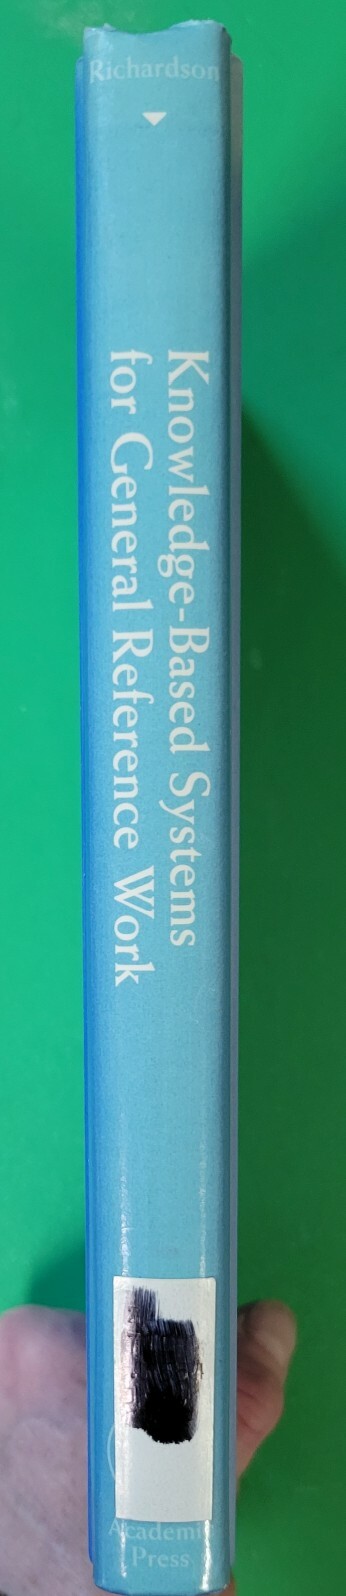 Richardson
Knowledge-Based Systems
for General Reference Work
Academic
Press